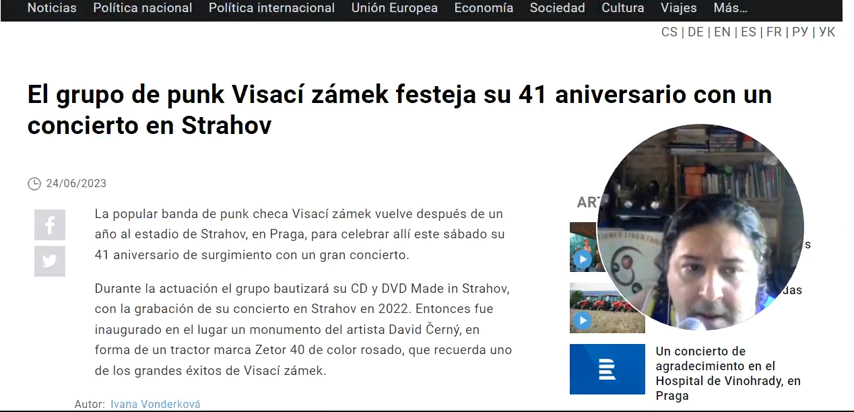 Noticias Política nacional Política internacional Unión Europea Economía Sociedad Cultura Viajes Más...
CS | DE | EN | ES | FR | РУ | УК
El grupo de punk Visací zámek festeja su 41 aniversario con un
concierto en Strahov
24/06/2023
La popular banda de punk checa Visací zámek vuelve después de un
año al estadio de Strahov, en Praga, para celebrar allí este sábado su
41 aniversario de surgimiento con un gran concierto.
Durante la actuación el grupo bautizará su CD y DVD Made in Strahov,
con la grabación de su concierto en Strahov en 2022. Entonces fue
inaugurado en el lugar un monumento del artista David Černý, en
forma de un tractor marca Zetor 40 de color rosado, que recuerda uno
de los grandes éxitos de Visací zámek.
Autor: Ivana Vonderková
Un concierto de
agradecimiento en el
Hospital de Vinohrady, en
Praga